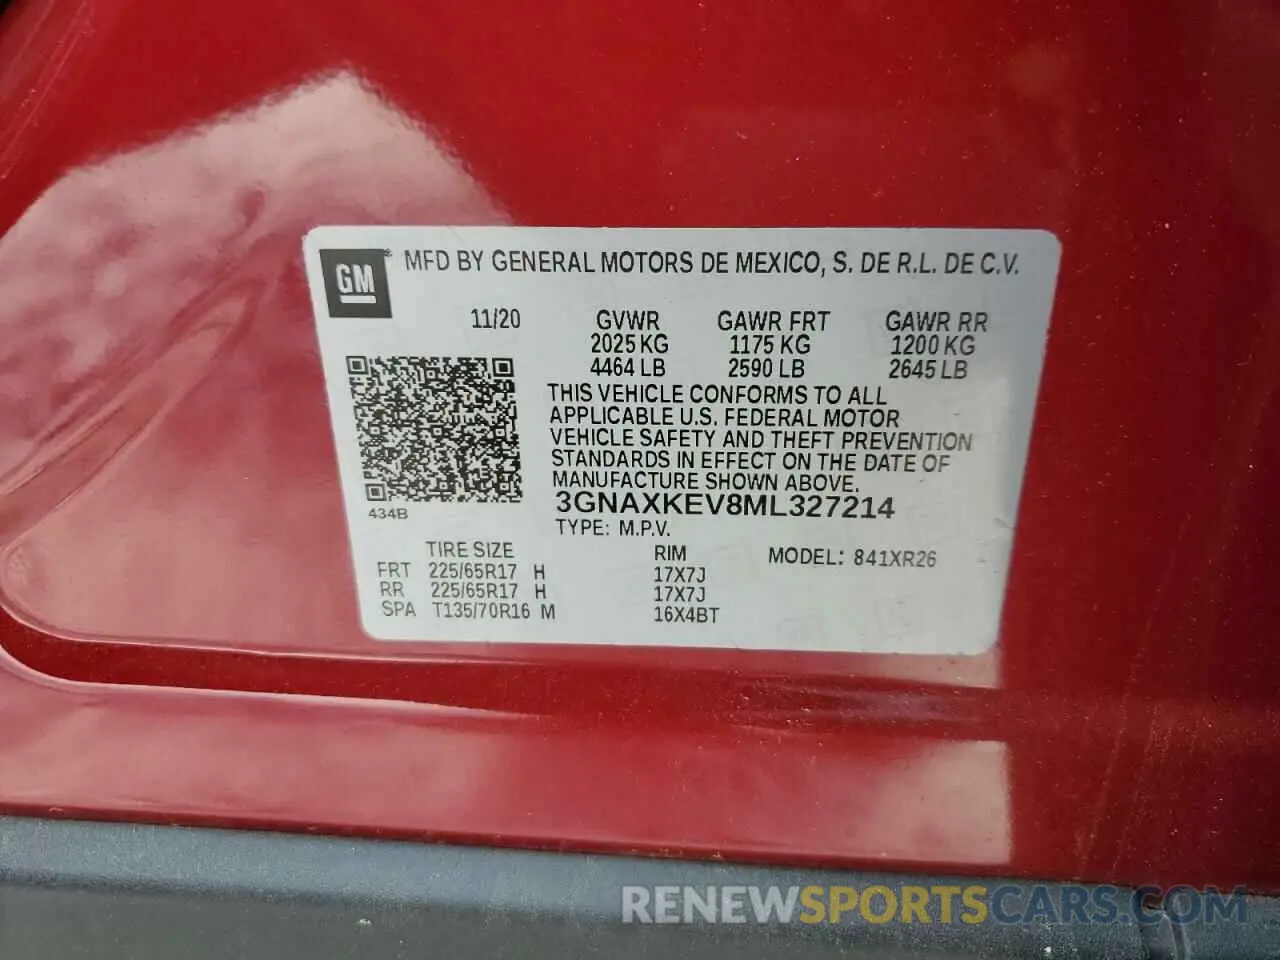 GM
MFD BY GENERAL MOTORS DE MEXICO, S. DE R.L. DE C.V.
11/20 GVWR GAWR FRT GAWR RR
2025 KG 1175 KG 1200 KG
4464 LB 2590 LB 2645 LB
THIS VEHICLE CONFORMS TO ALL
APPLICABLE U.S. FEDERAL MOTOR
VEHICLE SAFETY AND THEFT PREVENTION
STANDARDS IN EFFECT ON THE DATE OF
MANUFACTURE SHOWN ABOVE.
3GNAXKEV8ML327214
434B
TYPE: M.P.V.
TIRE SIZE RIM MODEL: 841XR26
FRT 225/65R17 H 17X7J
RR 225/65R17 H 17X7J
SPA T135/70R16 M 16X4BT
RENEWSPORTSCARS.COM